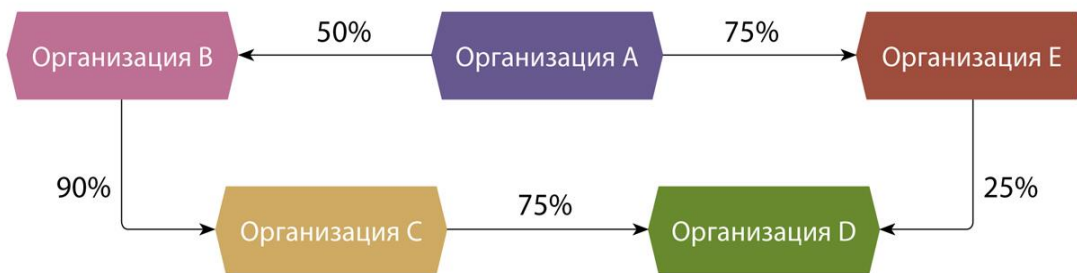 Организация B
50%
Организация A
75%
Организация E
90%
Организация C
75%
Организация D
25%